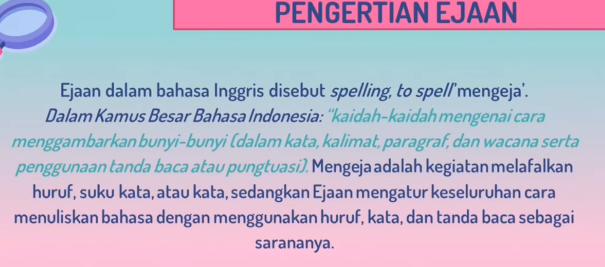 PENGERTIAN EJAAN
Ejaan dalam bahasa Inggris disebut spelling, to spell 'mengeja'.
Dalam Kamus Besar Bahasa Indonesia: "kaidah-kaidah mengenai cara
menggambarkan bunyi-bunyi (dalam kata, kalimat, paragraf, dan wacana serta
penggunaan tanda baca atau pungtuasi). Mengeja adalah kegiatan melafalkan
huruf, suku kata, atau kata, sedangkan Ejaan mengatur keseluruhan cara
menuliskan bahasa dengan menggunakan huruf, kata, dan tanda baca sebagai
sarananya.